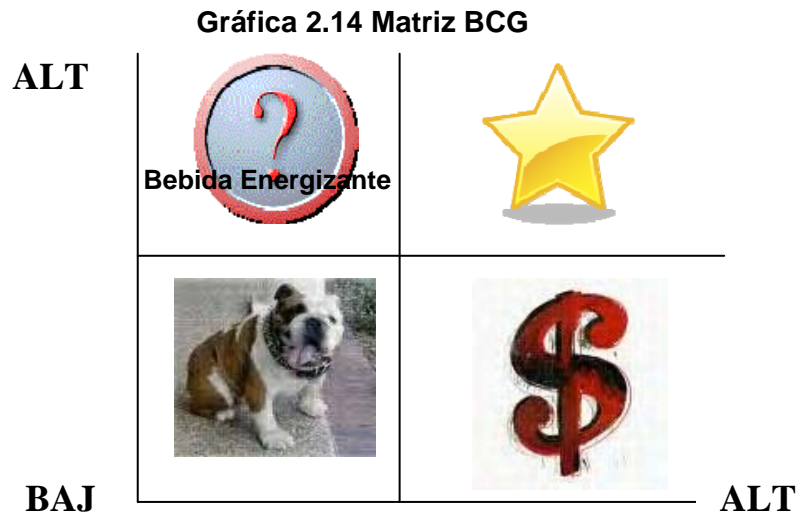 Gráfica 2.14 Matriz BCG
ALT
?
Bebida Energizante
$
BAJ
ALT